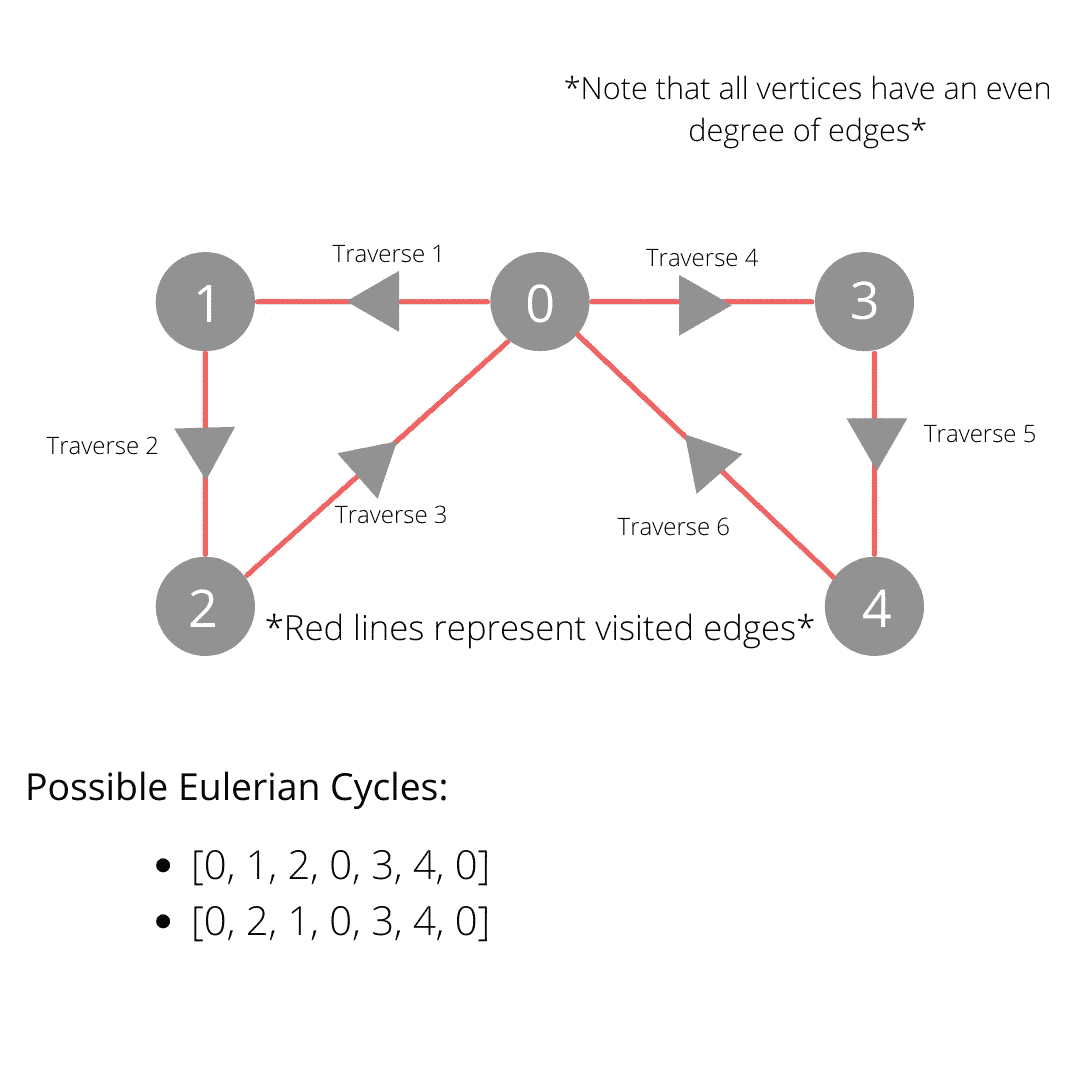 *Note that all vertices have an even
degree of edges*
Traverse 1
Traverse 4
1
0
3
Traverse 2
Traverse 5
Traverse 3
Traverse 6
2
*Red lines represent visited edges*
4
Possible Eulerian Cycles:
• [0, 1, 2, 0, 3, 4, 0]
• [0, 2, 1, 0, 3, 4, 0]